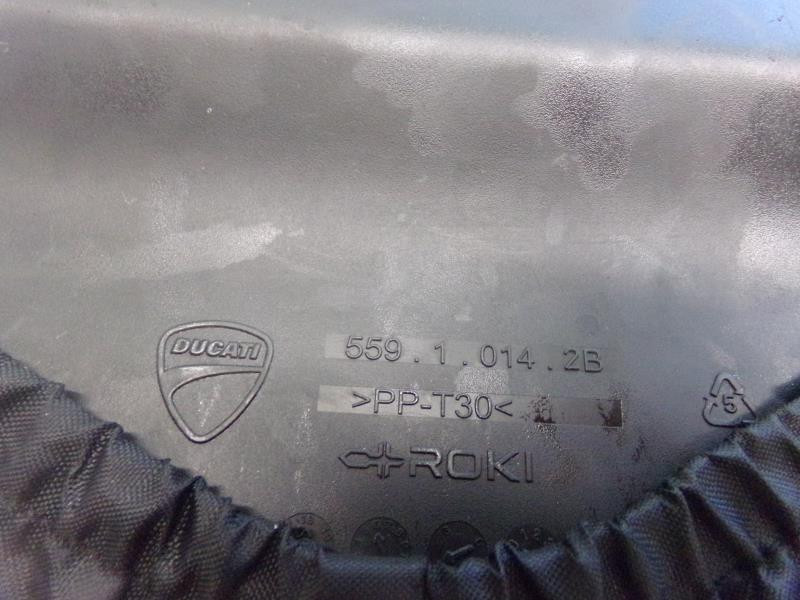 DUCATI
559.1.014.2B
>PP-T30<
ROKI
5